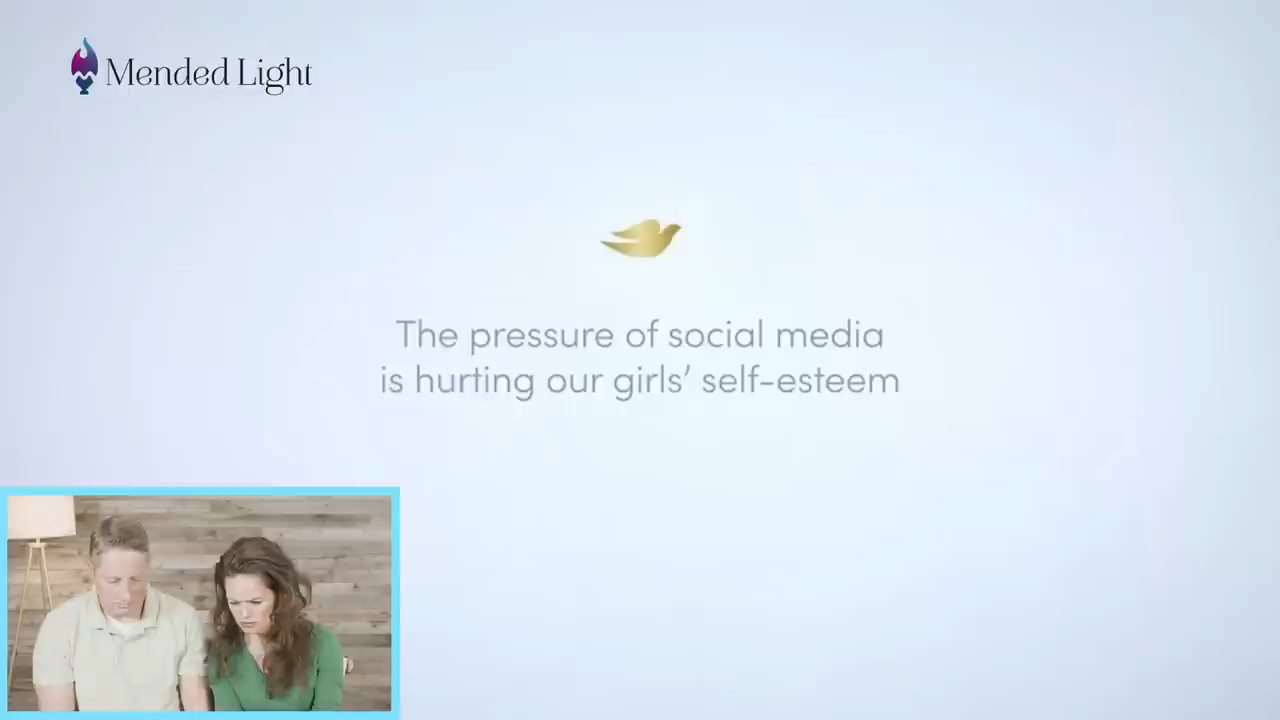 Mended Light
The pressure of social media
is hurting our girls’ self-esteem